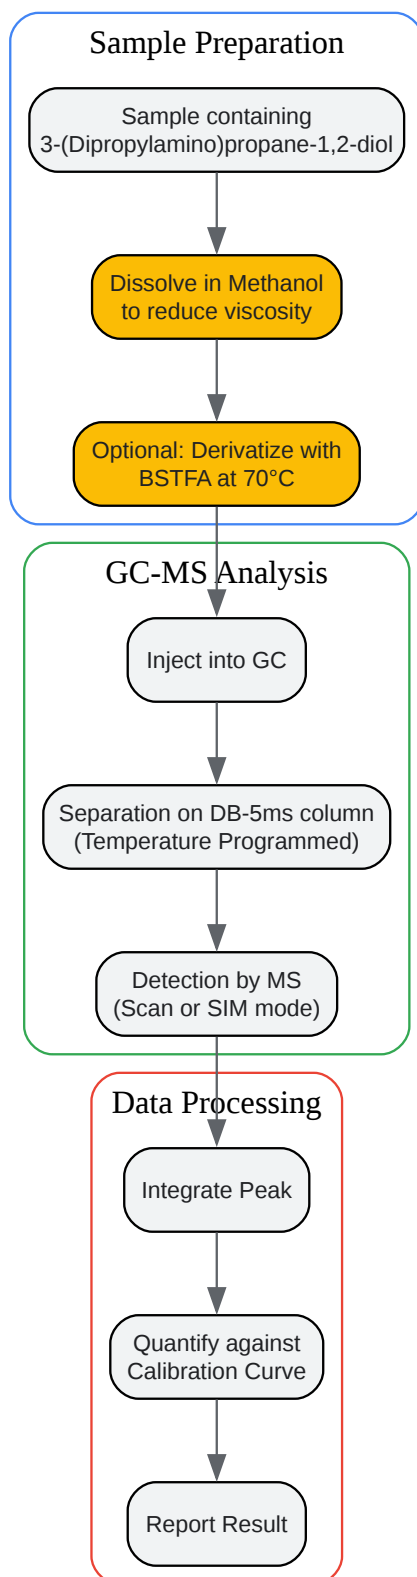 Sample Preparation
Sample containing
3-(Dipropylamino)propane-1,2-diol
Dissolve in Methanol
to reduce viscosity
Optional: Derivatize with
BSTFA at 70°C
GC-MS Analysis
Inject into GC
Separation on DB-5ms column
(Temperature Programmed)
Detection by MS
(Scan or SIM mode)
Data Processing
Integrate Peak
Quantify against
Calibration Curve
Report Result